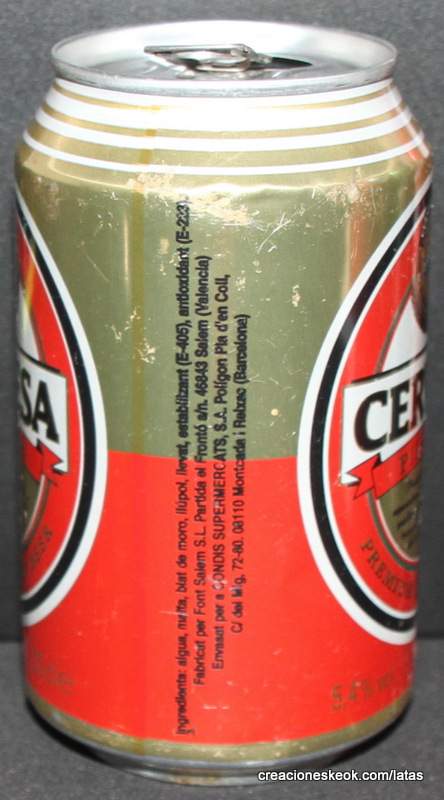 Ingredients: aigua, malta, blat de moro, llúpol, llevat, estabilitzant (E-405), antioxidant (E-223).
Fabricat per Font Salem S.L. Partida el Frontó s/n. 46843 Salem (Valencia)
Envasat per a CONDIS SUPERMERCATS, S.A. Polígon Pla d'en Coll,
C/ del Mig, 72-80. 08110 Montcada i Reixac (Barcelona)
SA
CER
PREMIUM
5,4%
creacioneskeok.com/latas